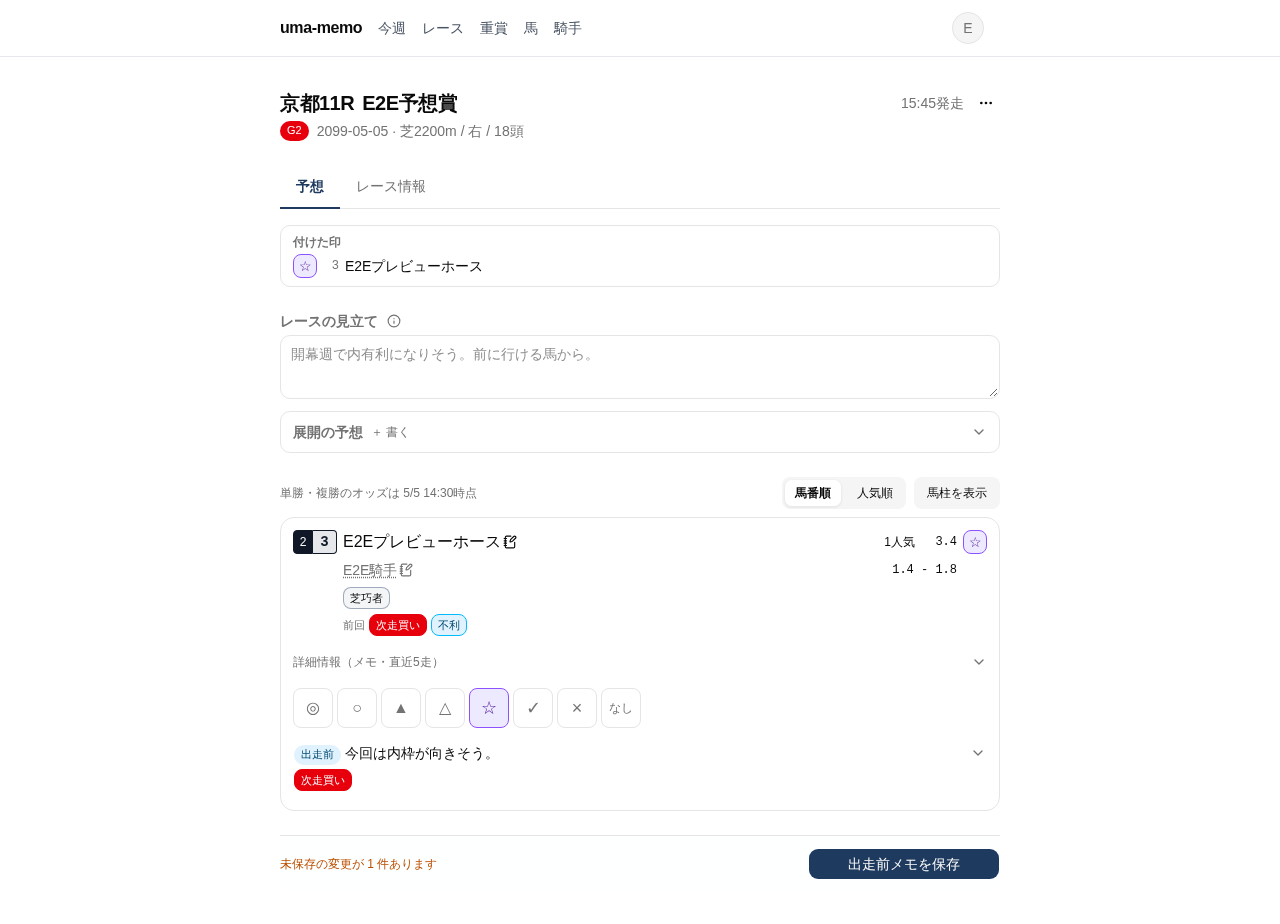 uma-memo 今週 レース 重賞 馬 騎手 E
京都11R E2E予想賞 15:45発走 ···
G2 2099-05-05 · 芝2200m / 右 / 18頭
予想 レース情報
付けた印
☆ 3 E2Eプレビューホース
レースの見立て
開幕週で内有利になりそう。前に行ける馬から。
展開の予想 + 書く
単勝・複勝のオッズは 5/5 14:30時点 馬番順 人気順 馬柱を表示
2 3 E2Eプレビューホース 1人気 3.4 ☆
E2E騎手 1.4 - 1.8
芝巧者
前回 次走買い 不利
詳細情報（メモ・直近5走）
◎ ○ ▲ △ ☆ ✓ × なし
出走前 今回は内枠が向きそう。
次走買い
未保存の変更が 1 件あります 出走前メモを保存